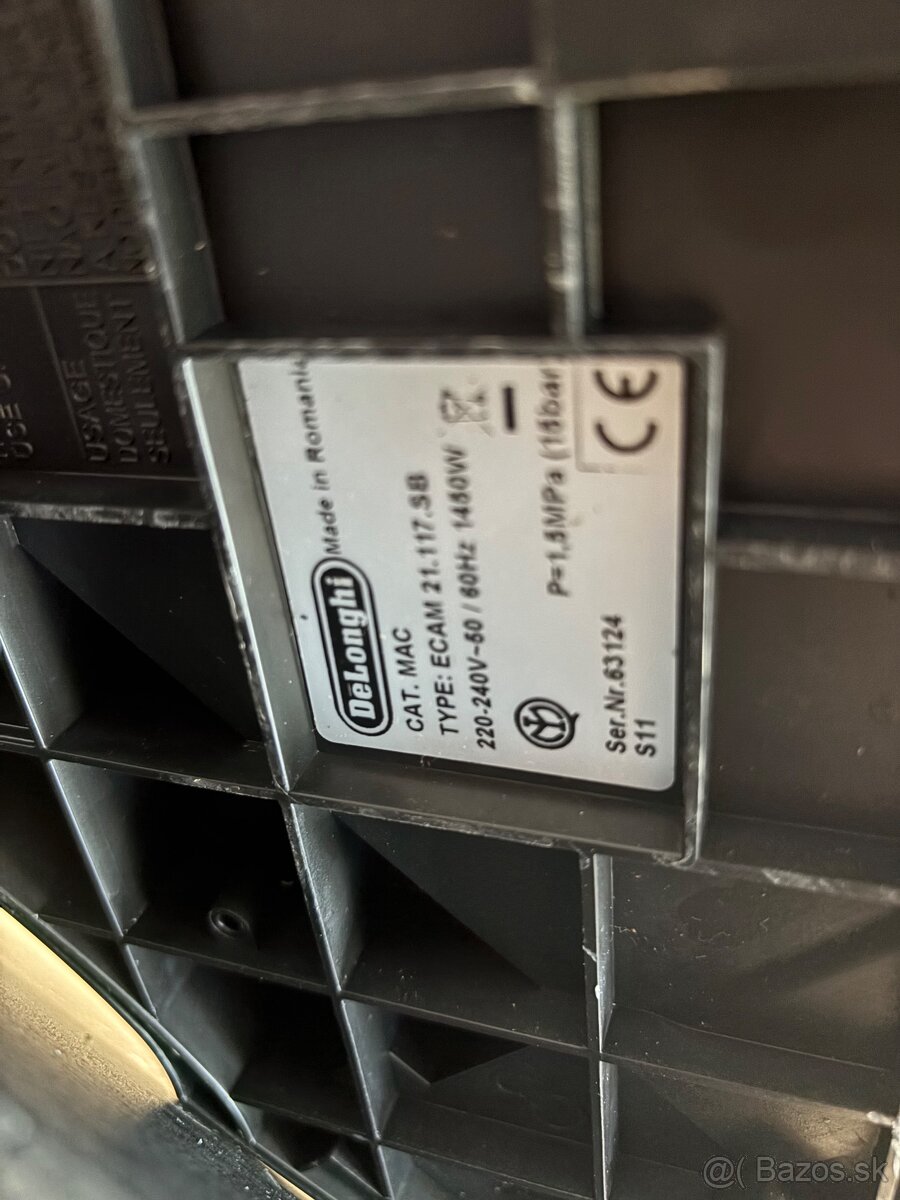 DeLonghi Made in Romania
CAT. MAC
TYPE: ECAM 21.117.SB
220-240V~50 / 60Hz 1450W
P=1,5MPa (15bar)
Ser.Nr.63124
S11
CE
USAGE
DOMESTIQUE
SEULEMENT
@( Bazos.sk